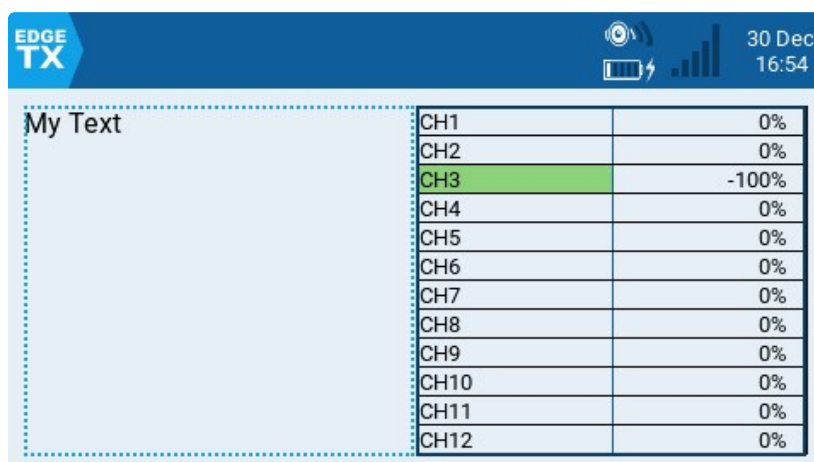 EDGE
TX
30 Dec
16:54
My Text
CH1 0%
CH2 0%
CH3 -100%
CH4 0%
CH5 0%
CH6 0%
CH7 0%
CH8 0%
CH9 0%
CH10 0%
CH11 0%
CH12 0%